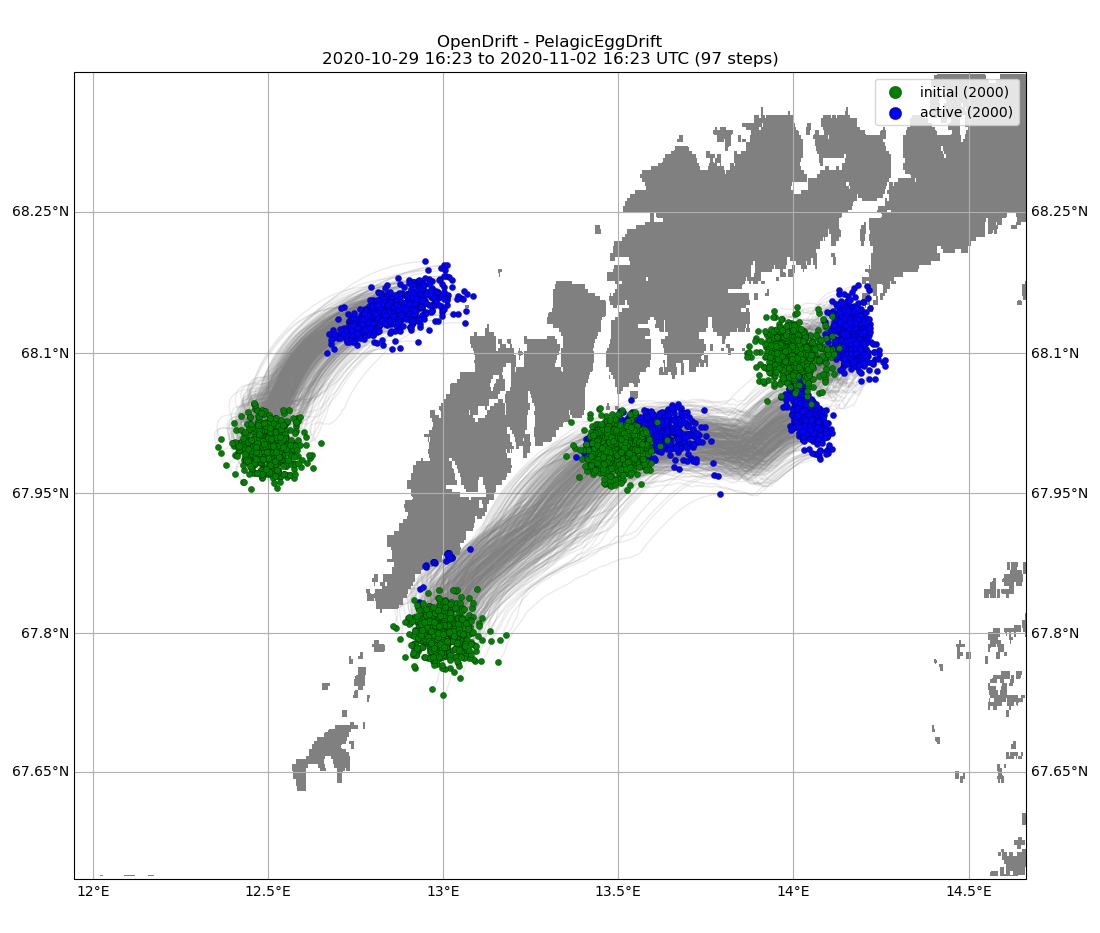 OpenDrift - PelagicEggDrift
2020-10-29 16:23 to 2020-11-02 16:23 UTC (97 steps)
initial (2000)
active (2000)
68.25°N
68.25°N
68.1°N
68.1°N
67.95°N
67.95°N
67.8°N
67.8°N
67.65°N
67.65°N
12°E
12.5°E
13°E
13.5°E
14°E
14.5°E